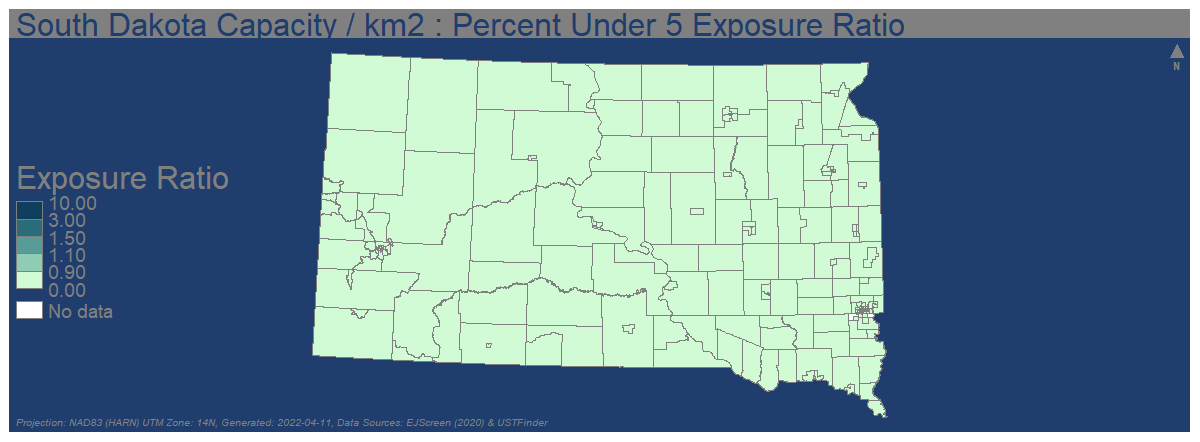 South Dakota Capacity / km2 : Percent Under 5 Exposure Ratio
N
Exposure Ratio
10.00
3.00
1.50
1.10
0.90
0.00
No data
Projection: NAD83 (HARN) UTM Zone: 14N, Generated: 2022-04-11, Data Sources: EJScreen (2020) & USTFinder